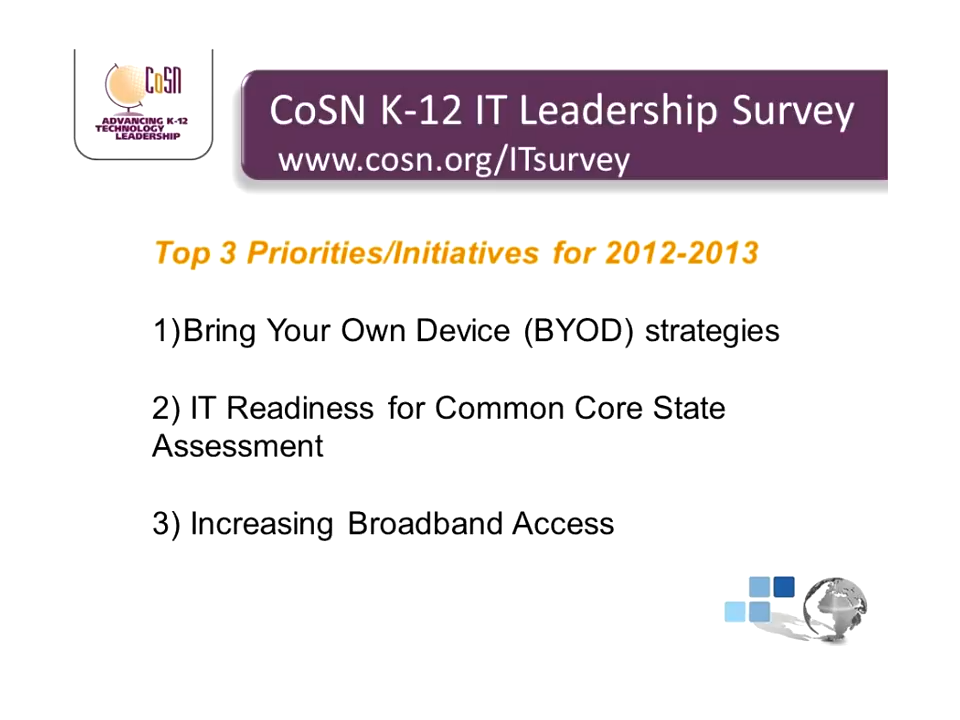 CoSN
ADVANCING K-12
TECHNOLOGY
LEADERSHIP
CoSN K-12 IT Leadership Survey
www.cosn.org/ITsurvey
Top 3 Priorities/Initiatives for 2012-2013
1)Bring Your Own Device (BYOD) strategies
2) IT Readiness for Common Core State
Assessment
3) Increasing Broadband Access